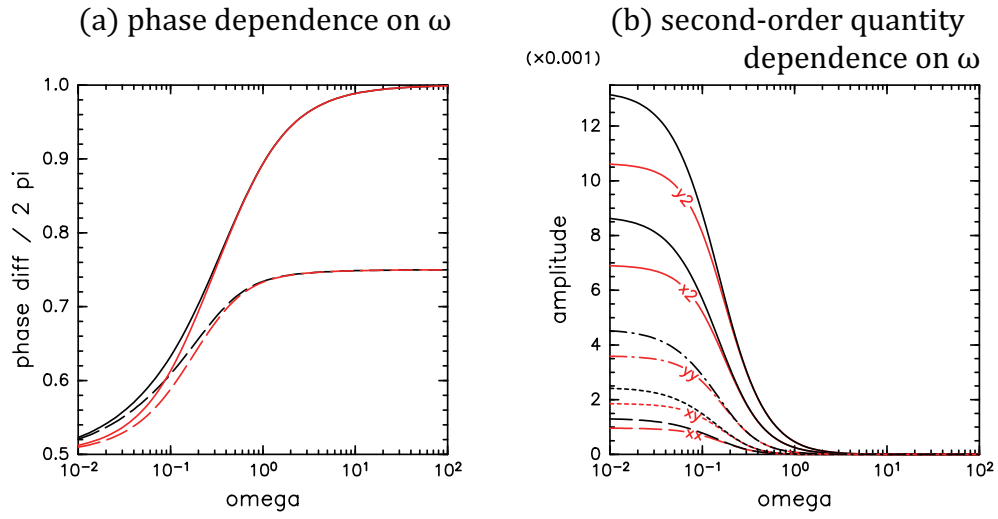 (a) phase dependence on ω
(b) second-order quantity
dependence on ω
(×0.001)
phase diff / 2 pi
1.0
0.9
0.8
0.7
0.6
0.5
10⁻²
10⁻¹
10⁰
10¹
10²
omega
amplitude
12
10
8
6
4
2
0
y2
x2
yy
xy
xx
10⁻²
10⁻¹
10⁰
10¹
10²
omega